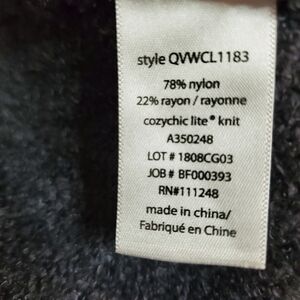 style QVWCL1183
78% nylon
22% rayon / rayonne
cozychic lite® knit
A350248
LOT # 1808CG03
JOB # BF000393
RN#111248
made in china/
Fabriqué en Chine